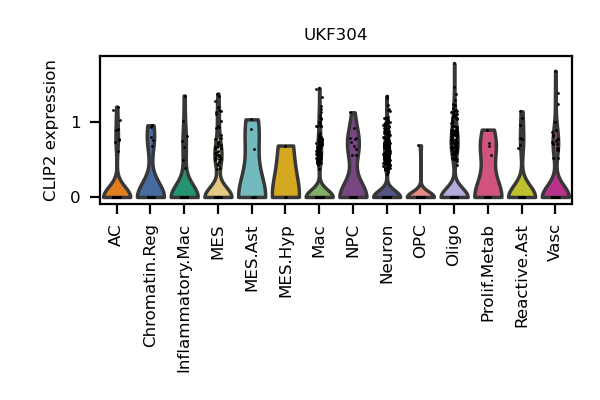 UKF304
CLIP2 expression
1
0
AC
Chromatin.Reg
Inflammatory.Mac
MES
MES.Ast
MES.Hyp
Mac
NPC
Neuron
OPC
Oligo
Prolif.Metab
Reactive.Ast
Vasc